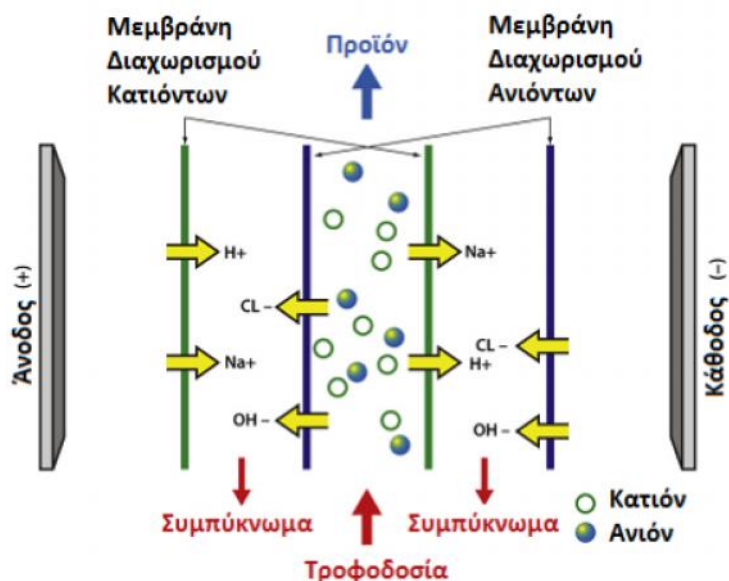 Μεμβράνη
Διαχωρισμού
Κατιόντων
Προϊόν
Μεμβράνη
Διαχωρισμού
Ανιόντων
Άνοδος (+)
H+
Na+
CL –
Na+
CL –
H+
OH –
OH –
Κάθοδος (–)
Συμπύκνωμα
Συμπύκνωμα
Κατιόν
Ανιόν
Τροφοδοσία